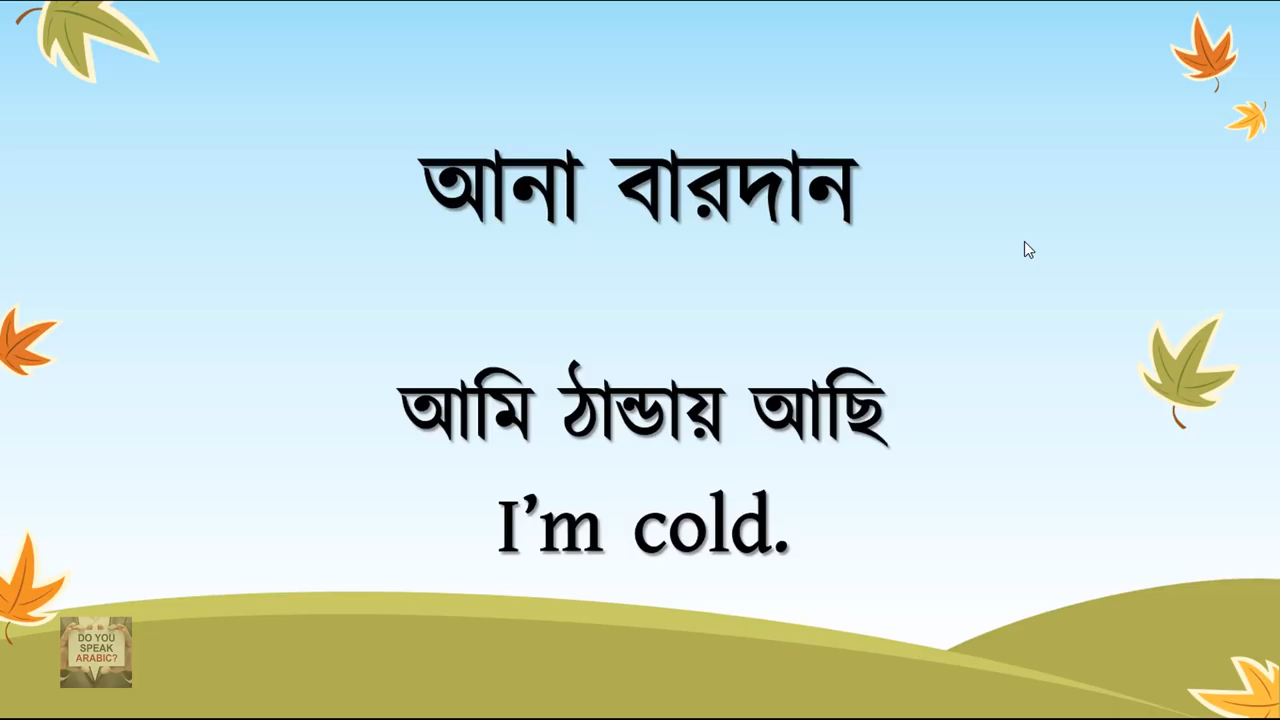 আনা বারদান
আমি ঠান্ডায় আছি
I’m cold.
DO YOU
SPEAK
ARABIC?